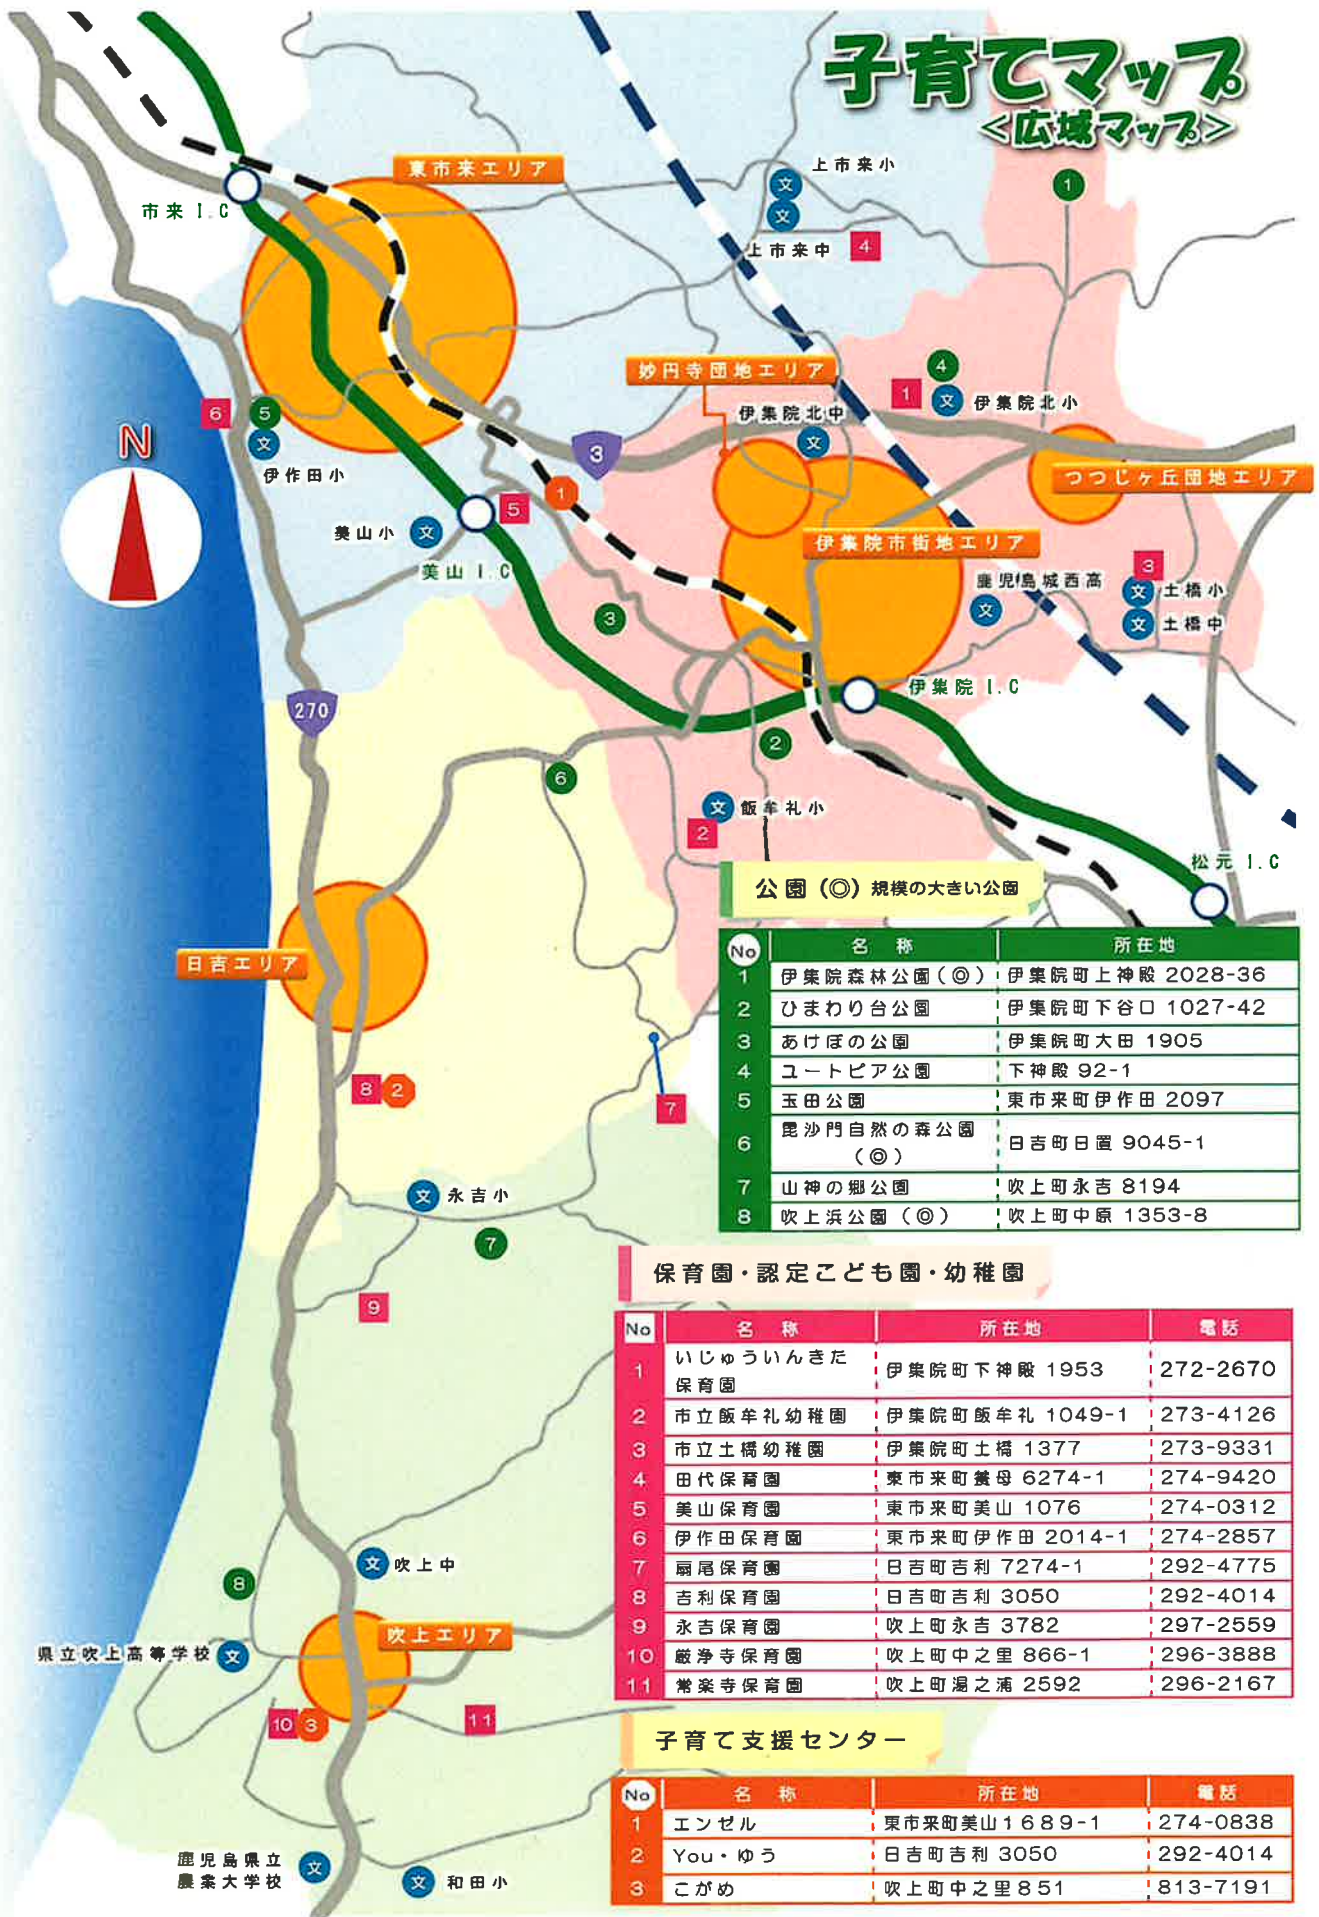 子育てマップ
<広域マップ>
東市来エリア
上市来小
文
文
上市来中
4
1
市来 I.C
妙円寺団地エリア
4
1
文
伊集院北小
伊集院北中
文
6
5
文
伊作田小
N
3
つつじヶ丘団地エリア
1
5
美山小
文
美山 I.C
伊集院市街地エリア
鹿児島城西高
文
3
文
土橋小
文
土橋中
3
伊集院 I.C
270
2
6
文
飯牟礼小
2
松元 I.C
日吉エリア
8
2
7
文
永吉小
7
9
公園(◎) 規模の大きい公園
No 名称 所在地
1 伊集院森林公園(◎) 伊集院町上神殿 2028-36
2 ひまわり台公園 伊集院町下谷口 1027-42
3 あけぼの公園 伊集院町大田 1905
4 ユートピア公園 下神殿 92-1
5 玉田公園 東市来町伊作田 2097
6 毘沙門自然の森公園(◎) 日吉町日置 9045-1
7 山神の郷公園 吹上町永吉 8194
8 吹上浜公園(◎) 吹上町中原 1353-8
保育園・認定こども園・幼稚園
No 名称 所在地 電話
1 いじゅういんきた保育園 伊集院町下神殿 1953 272-2670
2 市立飯牟礼幼稚園 伊集院町飯牟礼 1049-1 273-4126
3 市立土橋幼稚園 伊集院町土橋 1377 273-9331
4 田代保育園 東市来町養母 6274-1 274-9420
5 美山保育園 東市来町美山 1076 274-0312
6 伊作田保育園 東市来町伊作田 2014-1 274-2857
7 扇尾保育園 日吉町吉利 7274-1 292-4775
8 吉利保育園 日吉町吉利 3050 292-4014
9 永吉保育園 吹上町永吉 3782 297-2559
10 厳浄寺保育園 吹上町中之里 866-1 296-3888
11 常楽寺保育園 吹上町湯之浦 2592 296-2167
文
吹上中
8
吹上エリア
県立吹上高等学校
文
10
3
11
子育て支援センター
No 名称 所在地 電話
1 エンゼル 東市来町美山1689-1 274-0838
2 You・ゆう 日吉町吉利 3050 292-4014
3 こがめ 吹上町中之里851 813-7191
鹿児島県立
農業大学校
文
文
和田小